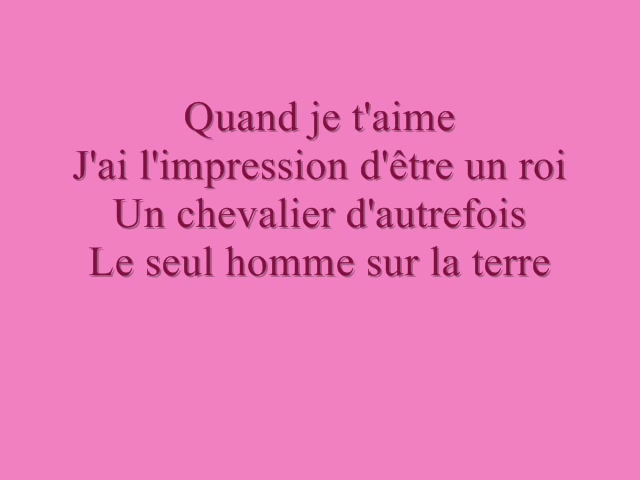 Quand je t'aime
J'ai l'impression d'être un roi
Un chevalier d'autrefois
Le seul homme sur la terre